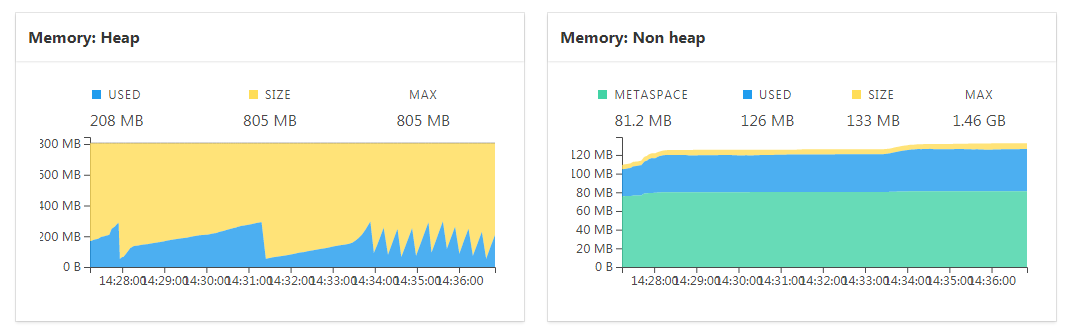 Memory: Heap
USED SIZE MAX
208 MB 805 MB 805 MB
800 MB
600 MB
400 MB
200 MB
0 B
14:28:00 14:29:00 14:30:00 14:31:00 14:32:00 14:33:00 14:34:00 14:35:00 14:36:00
Memory: Non heap
METASPACE USED SIZE MAX
81.2 MB 126 MB 133 MB 1.46 GB
120 MB
100 MB
80 MB
60 MB
40 MB
20 MB
0 B
14:28:00 14:29:00 14:30:00 14:31:00 14:32:00 14:33:00 14:34:00 14:35:00 14:36:00